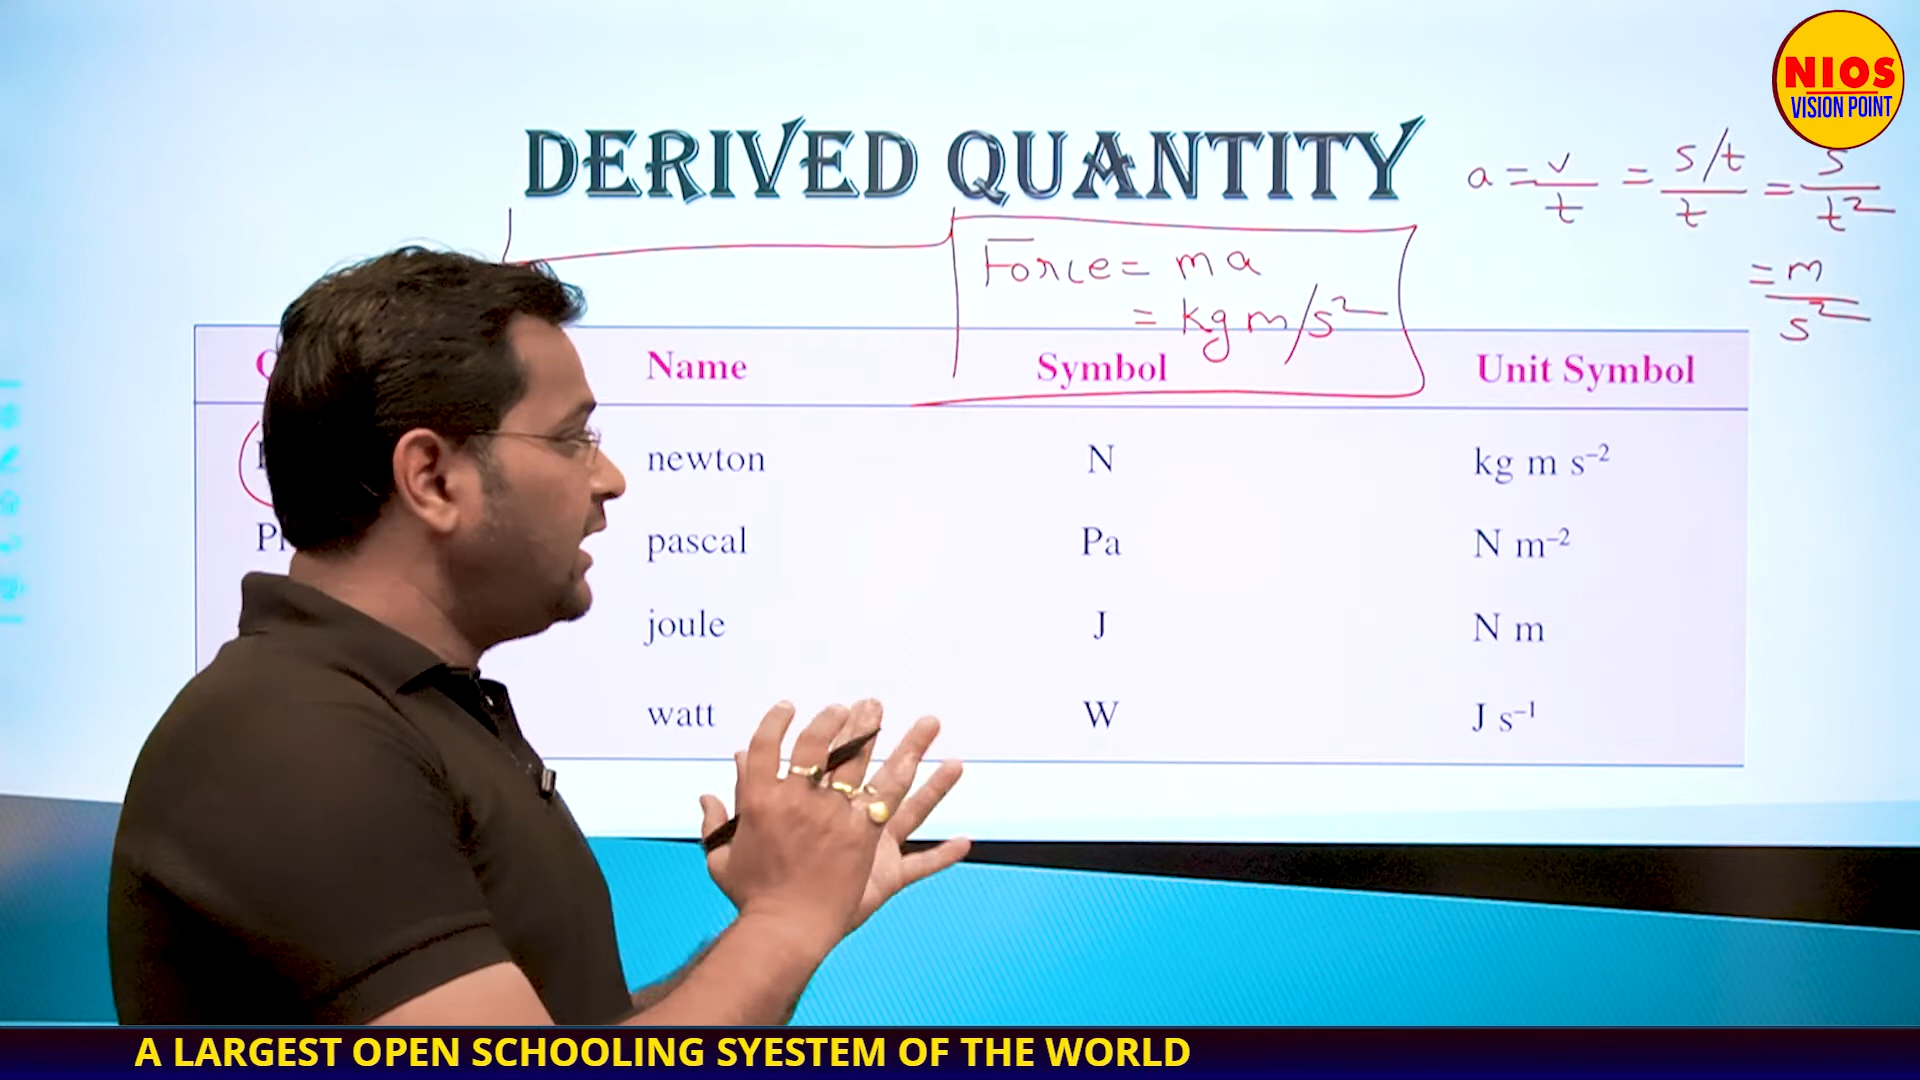 NIOS
VISION POINT
DERIVED QUANTITY
a = v/t = s/t/t = s/t²
= m/s²
Force = ma
= kg m/s²
Name Symbol Unit Symbol
newton N kg m s⁻²
pascal Pa N m⁻²
joule J N m
watt W J s⁻¹
A LARGEST OPEN SCHOOLING SYESTEM OF THE WORLD